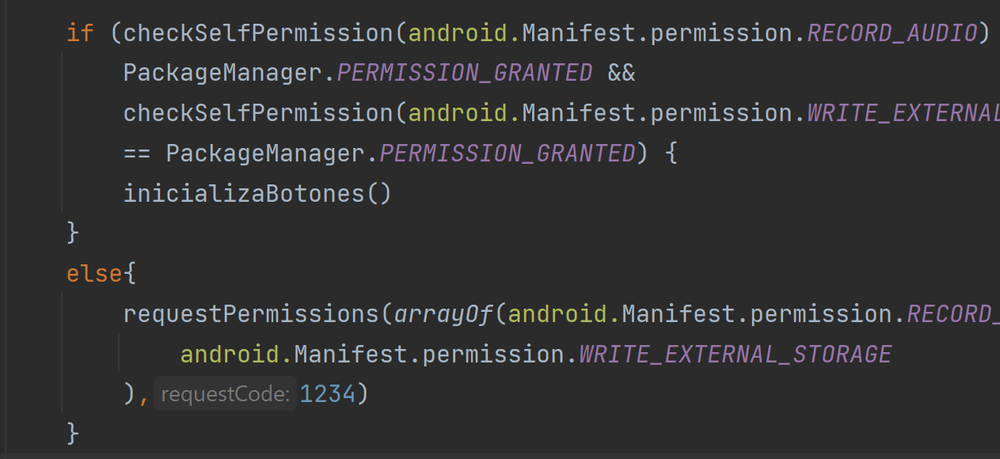 if (checkSelfPermission(android.Manifest.permission.RECORD_AUDIO)
PackageManager.PERMISSION_GRANTED &&
checkSelfPermission(android.Manifest.permission.WRITE_EXTERNAL
== PackageManager.PERMISSION_GRANTED) {
inicializaBotones()
}
else{
requestPermissions(arrayOf(android.Manifest.permission.RECORD_
android.Manifest.permission.WRITE_EXTERNAL_STORAGE
), requestCode: 1234)
}